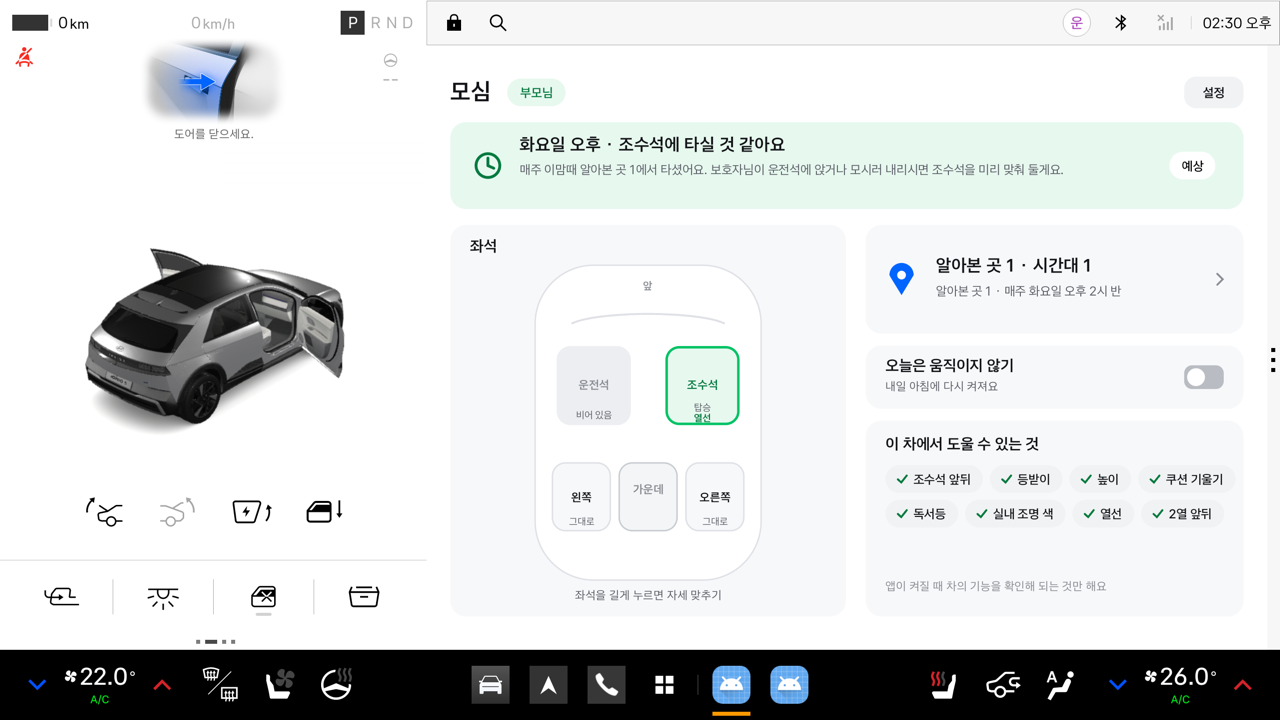 0 km
0 km/h
P R N D
운
02:30 오후
도어를 닫으세요.
모심
부모님
설정
화요일 오후 · 조수석에 타실 것 같아요
매주 이맘때 알아본 곳 1에서 타셨어요. 보호자님이 운전석에 앉거나 모시러 내리시면 조수석을 미리 맞춰 둘게요.
예상
좌석
앞
운전석
비어 있음
조수석
탑승
열선
왼쪽
그대로
가운데
오른쪽
그대로
좌석을 길게 누르면 자세 맞추기
알아본 곳 1 · 시간대 1
알아본 곳 1 · 매주 화요일 오후 2시 반
오늘은 움직이지 않기
내일 아침에 다시 켜져요
이 차에서 도울 수 있는 것
조수석 앞뒤
등받이
높이
쿠션 기울기
독서등
실내 조명 색
열선
2열 앞뒤
앱이 켜질 때 차의 기능을 확인해 되는 것만 해요
22.0°
A/C
A
26.0°
A/C